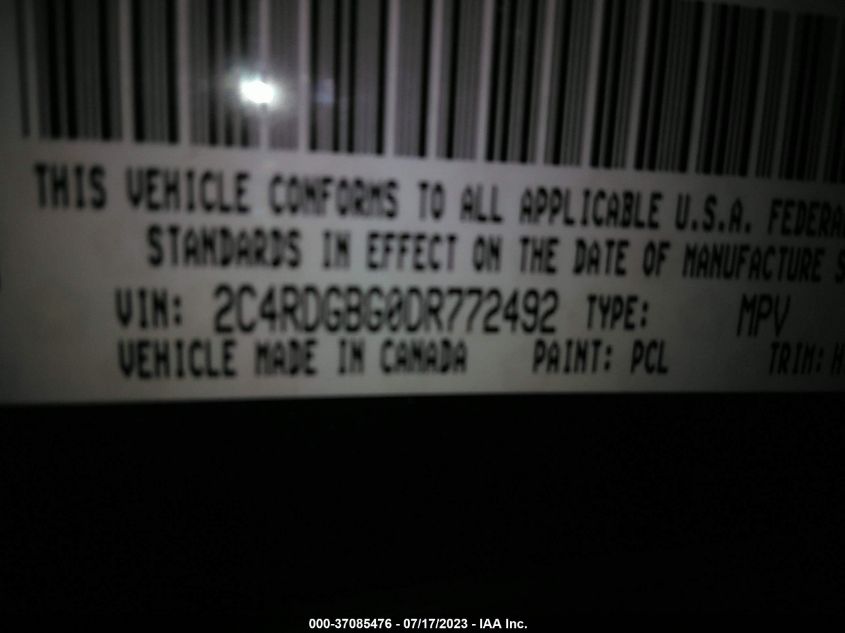 THIS VEHICLE CONFORMS TO ALL APPLICABLE U.S.A. FEDERA
STANDARDS IN EFFECT ON THE DATE OF MANUFACTURE S
VIN: 2C4RDGBG0DR772492 TYPE: MPV
VEHICLE MADE IN CANADA PAINT: PCL TRIM:
000-37085476 - 07/17/2023 - IAA Inc.